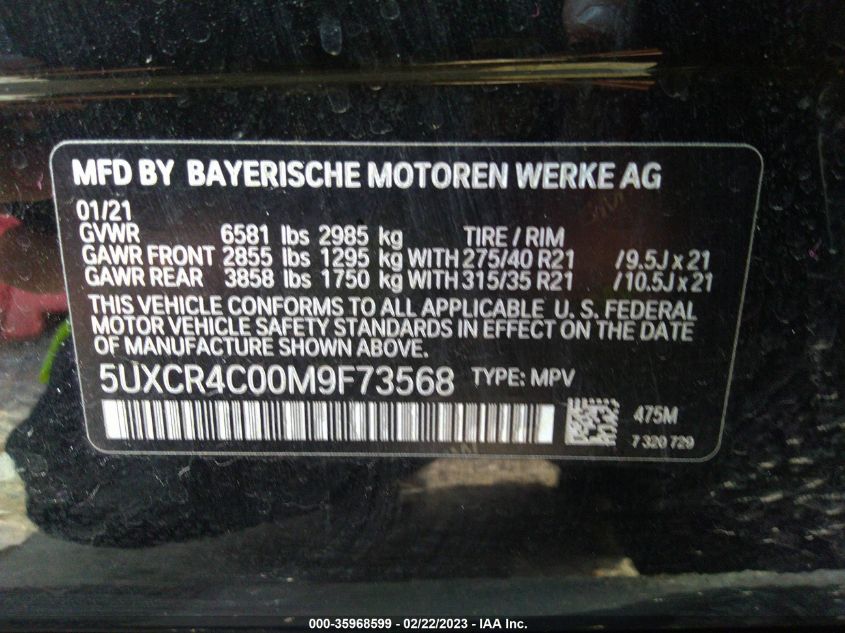 MFD BY BAYERISCHE MOTOREN WERKE AG
01/21
GVWR 6581 lbs 2985 kg TIRE / RIM
GAWR FRONT 2855 lbs 1295 kg WITH 275/40 R21 /9.5J x 21
GAWR REAR 3858 lbs 1750 kg WITH 315/35 R21 /10.5J x 21
THIS VEHICLE CONFORMS TO ALL APPLICABLE U. S. FEDERAL
MOTOR VEHICLE SAFETY STANDARDS IN EFFECT ON THE DATE
OF MANUFACTURE SHOWN ABOVE.
5UXCR4C00M9F73568 TYPE: MPV
475M
7 320 729
000-35968599 / 02/22/2023 - IAA Inc.